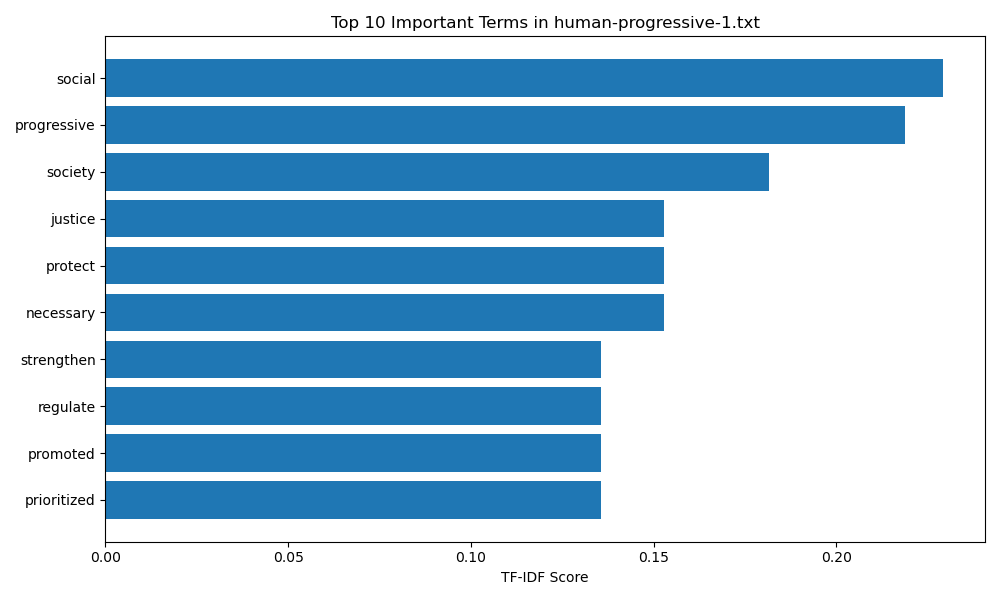 Top 10 Important Terms in human-progressive-1.txt
social
progressive
society
justice
protect
necessary
strengthen
regulate
promoted
prioritized
0.00 0.05 0.10 0.15 0.20
TF-IDF Score